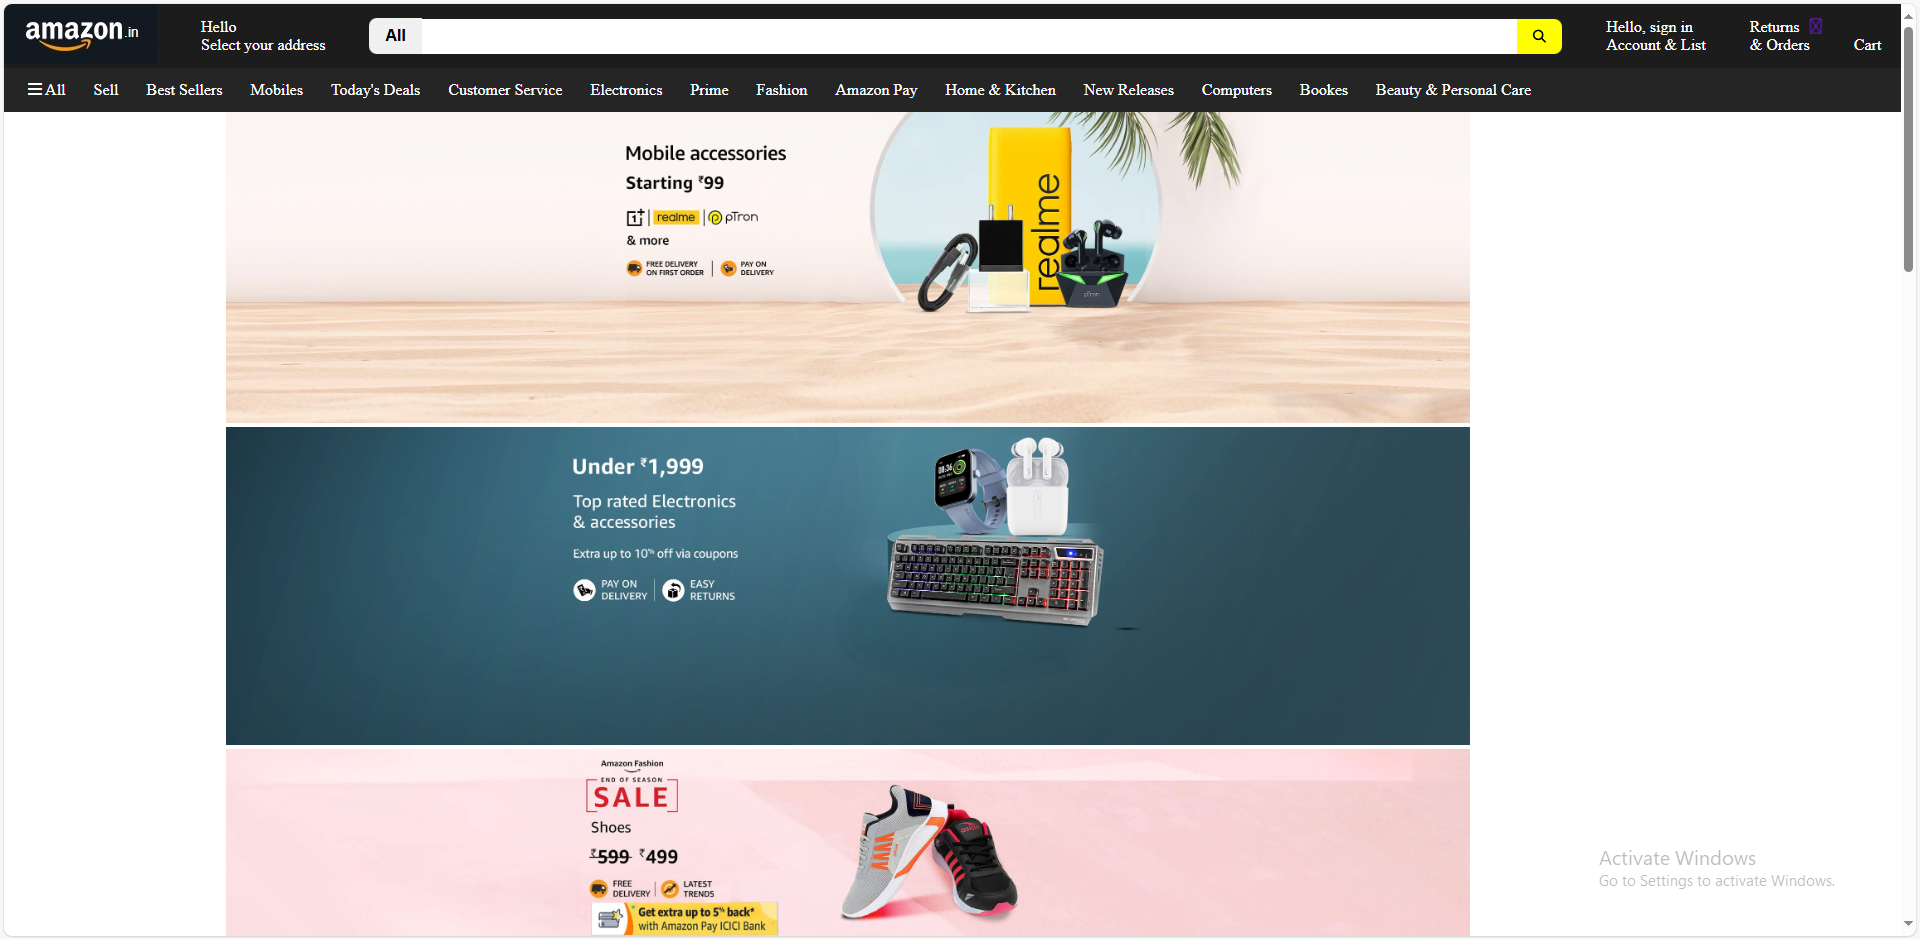 amazon.in
Hello
Select your address
All
Hello, sign in
Account & List
Returns
& Orders
Cart
All Sell Best Sellers Mobiles Today's Deals Customer Service Electronics Prime Fashion Amazon Pay Home & Kitchen New Releases Computers Bookes Beauty & Personal Care
Mobile accessories
Starting ₹99
1+ | realme | pTron
& more
FREE DELIVERY
ON FIRST ORDER
PAY ON
DELIVERY
realme
pTron
Under ₹1,999
Top rated Electronics
& accessories
Extra up to 10% off via coupons
PAY ON
DELIVERY
EASY
RETURNS
08:36
Amazon Fashion
END OF SEASON
SALE
Shoes
₹599 ₹499
FREE
DELIVERY
LATEST
TRENDS
Get extra up to 5% back*
with Amazon Pay ICICI Bank
Activate Windows
Go to Settings to activate Windows.